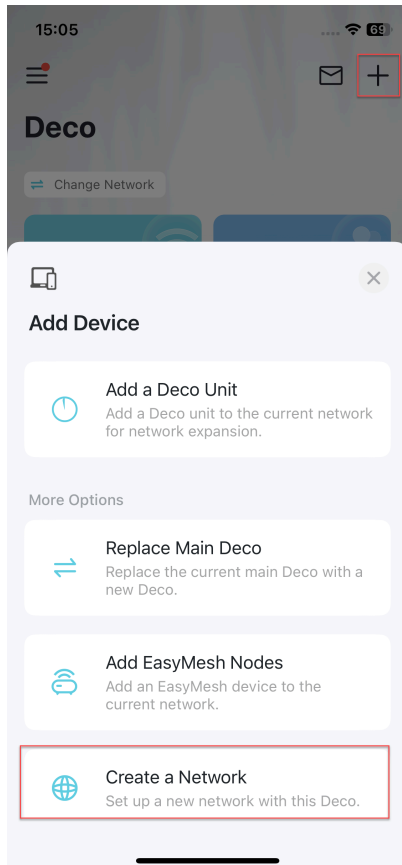 15:05
69
Deco
Change Network
Add Device
Add a Deco Unit
Add a Deco unit to the current network
for network expansion.
More Options
Replace Main Deco
Replace the current main Deco with a
new Deco.
Add EasyMesh Nodes
Add an EasyMesh device to the
current network.
Create a Network
Set up a new network with this Deco.